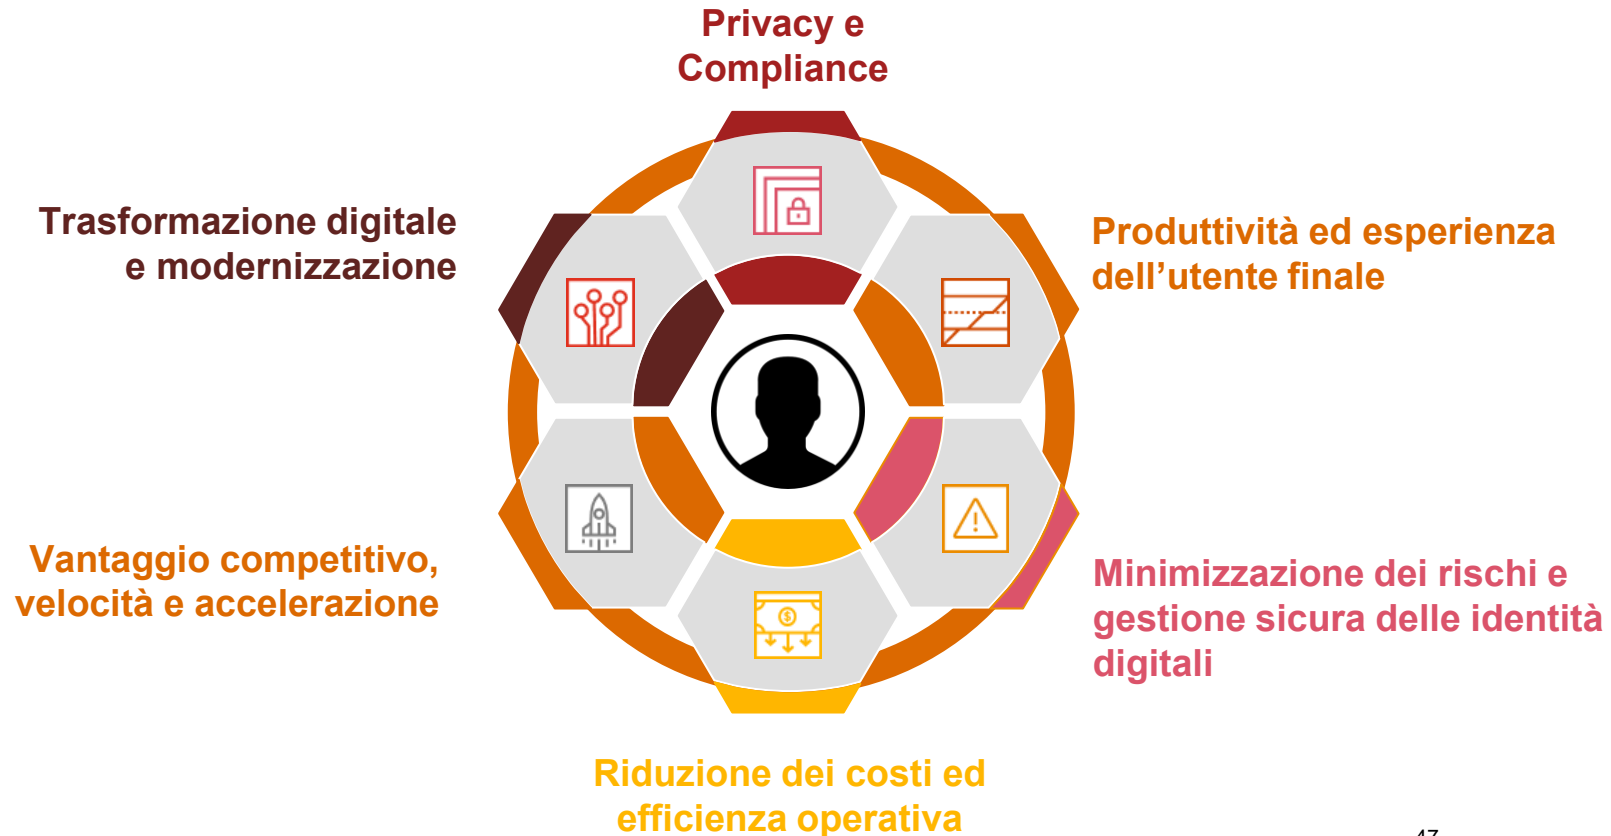 Privacy e
Compliance
Trasformazione digitale
e modernizzazione
Produttività ed esperienza
dell’utente finale
Vantaggio competitivo,
velocità e accelerazione
Minimizzazione dei rischi e
gestione sicura delle identità
digitali
$
Riduzione dei costi ed
efficienza operativa
47